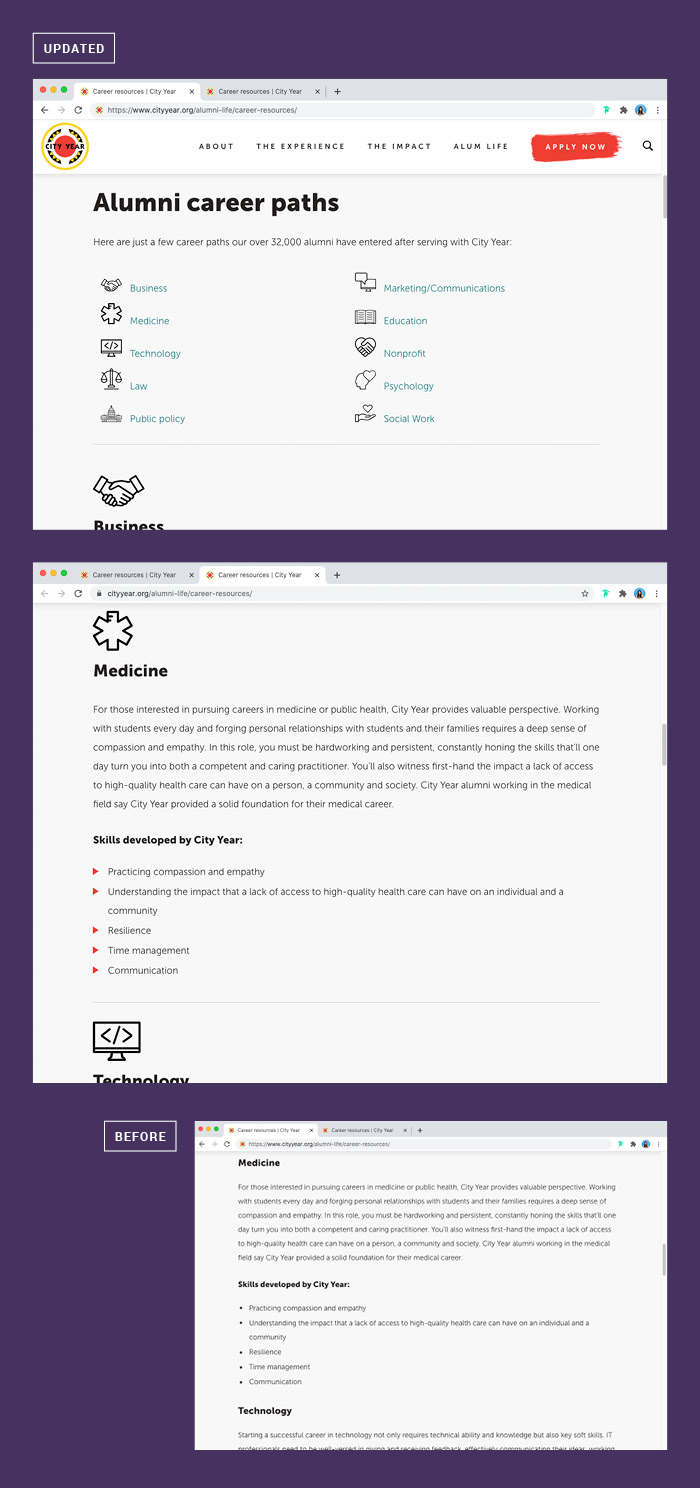 UPDATED
Career resources | City Year
Career resources | City Year
https://www.cityyear.org/alumni-life/career-resources/
CITY YEAR
ABOUT
THE EXPERIENCE
THE IMPACT
ALUM LIFE
APPLY NOW
Alumni career paths
Here are just a few career paths our over 32,000 alumni have entered after serving with City Year:
Business
Marketing/Communications
Medicine
Education
Technology
Nonprofit
Law
Psychology
Public policy
Social Work
Business
Career resources | City Year
Career resources | City Year
cityyear.org/alumni-life/career-resources/
Medicine
For those interested in pursuing careers in medicine or public health, City Year provides valuable perspective. Working
with students every day and forging personal relationships with students and their families requires a deep sense of
compassion and empathy. In this role, you must be hardworking and persistent, constantly honing the skills that'll one
day turn you into both a competent and caring practitioner. You'll also witness first-hand the impact a lack of access
to high-quality health care can have on a person, a community and society. City Year alumni working in the medical
field say City Year provided a solid foundation for their medical career.
Skills developed by City Year:
Practicing compassion and empathy
Understanding the impact that a lack of access to high-quality health care can have on an individual and a
community
Resilience
Time management
Communication
</>
Technology
BEFORE
Career resources | City Year
Career resources | City Year
https://www.cityyear.org/alumni-life/career-resources/
Medicine
For those interested in pursuing careers in medicine or public health, City Year provides valuable perspective. Working
with students every day and forging personal relationships with students and their families requires a deep sense of
compassion and empathy. In this role, you must be hardworking and persistent, constantly honing the skills that'll one
day turn you into both a competent and caring practitioner. You'll also witness first-hand the impact a lack of access
to high-quality health care can have on a person, a community and society. City Year alumni working in the medical
field say City Year provided a solid foundation for their medical career.
Skills developed by City Year:
Practicing compassion and empathy
Understanding the impact that a lack of access to high-quality health care can have on an individual and a
community
Resilience
Time management
Communication
Technology
Starting a successful career in technology not only requires technical ability and knowledge but also key soft skills. IT
professionals need to be well-versed in giving and receiving feedback, effectively communicating their ideas, working